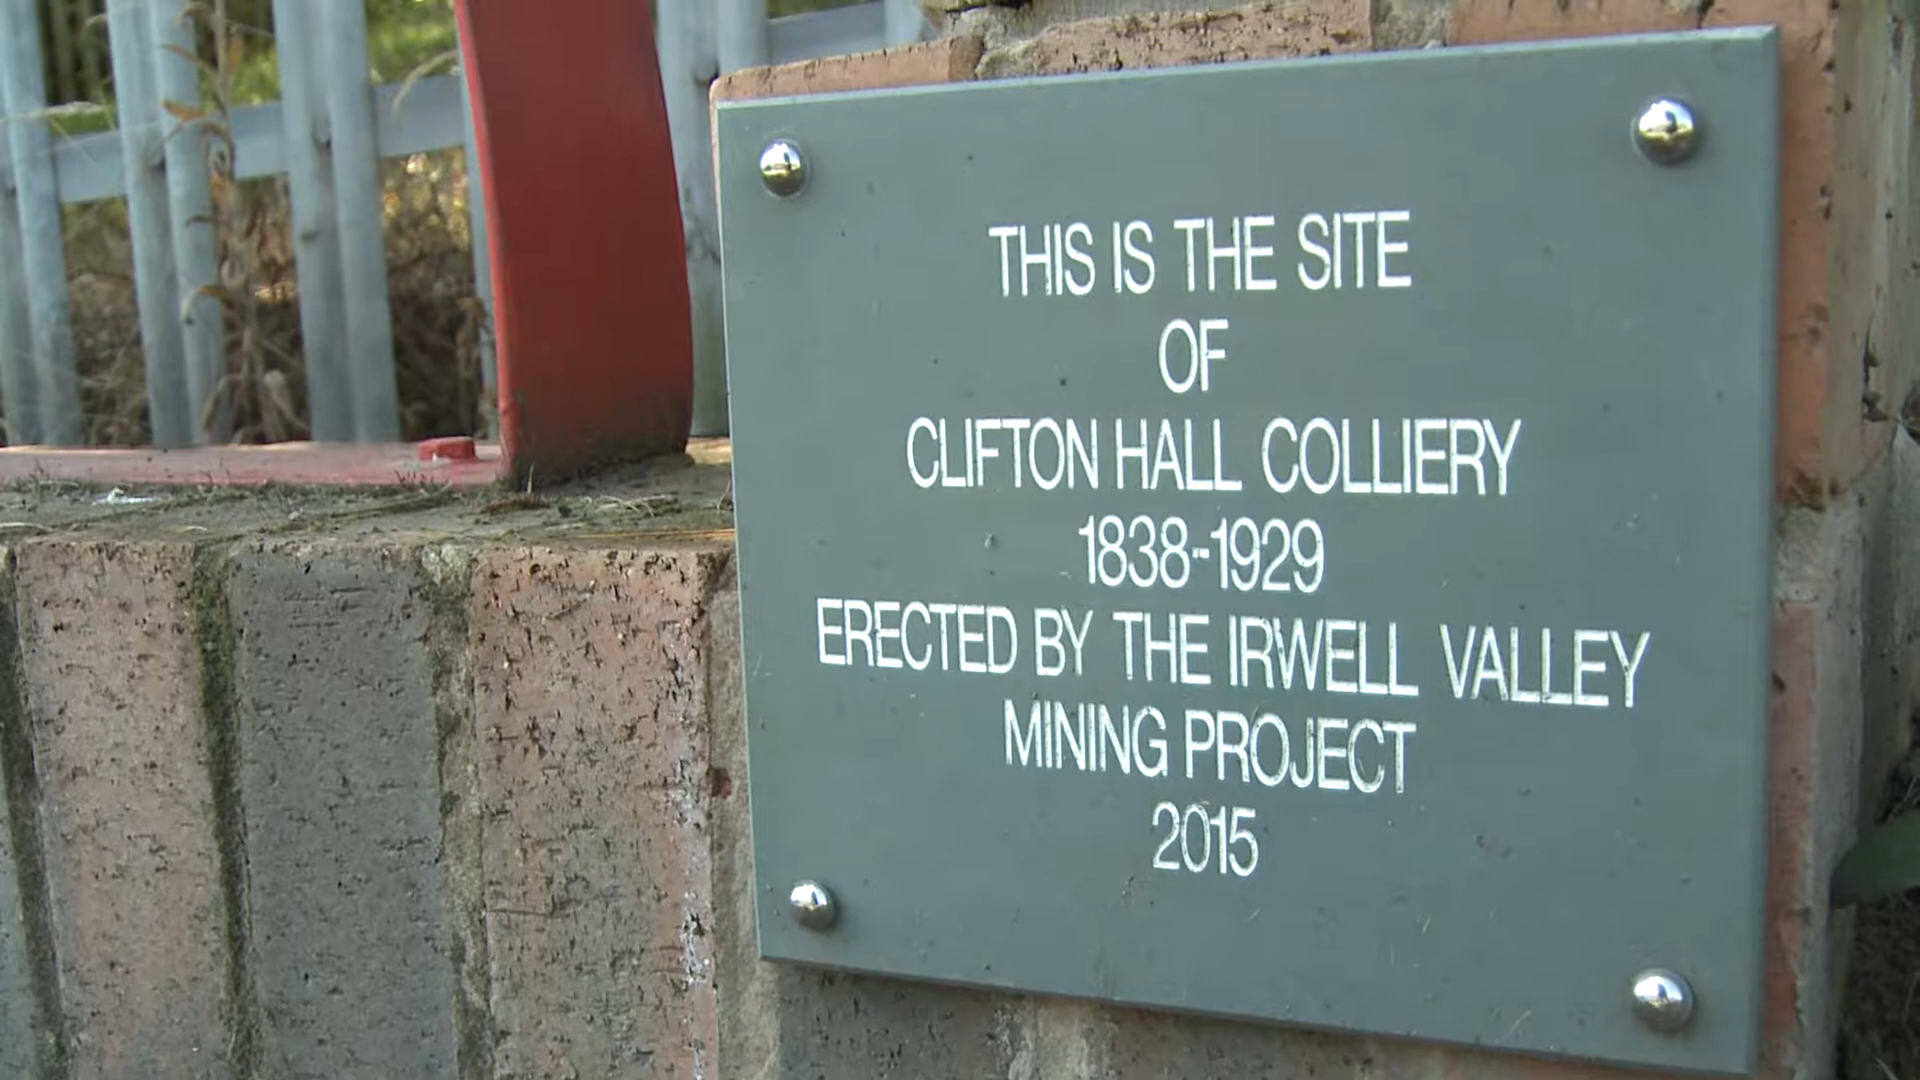 THIS IS THE SITE
OF
CLIFTON HALL COLLIERY
1838-1929
ERECTED BY THE IRWELL VALLEY
MINING PROJECT
2015